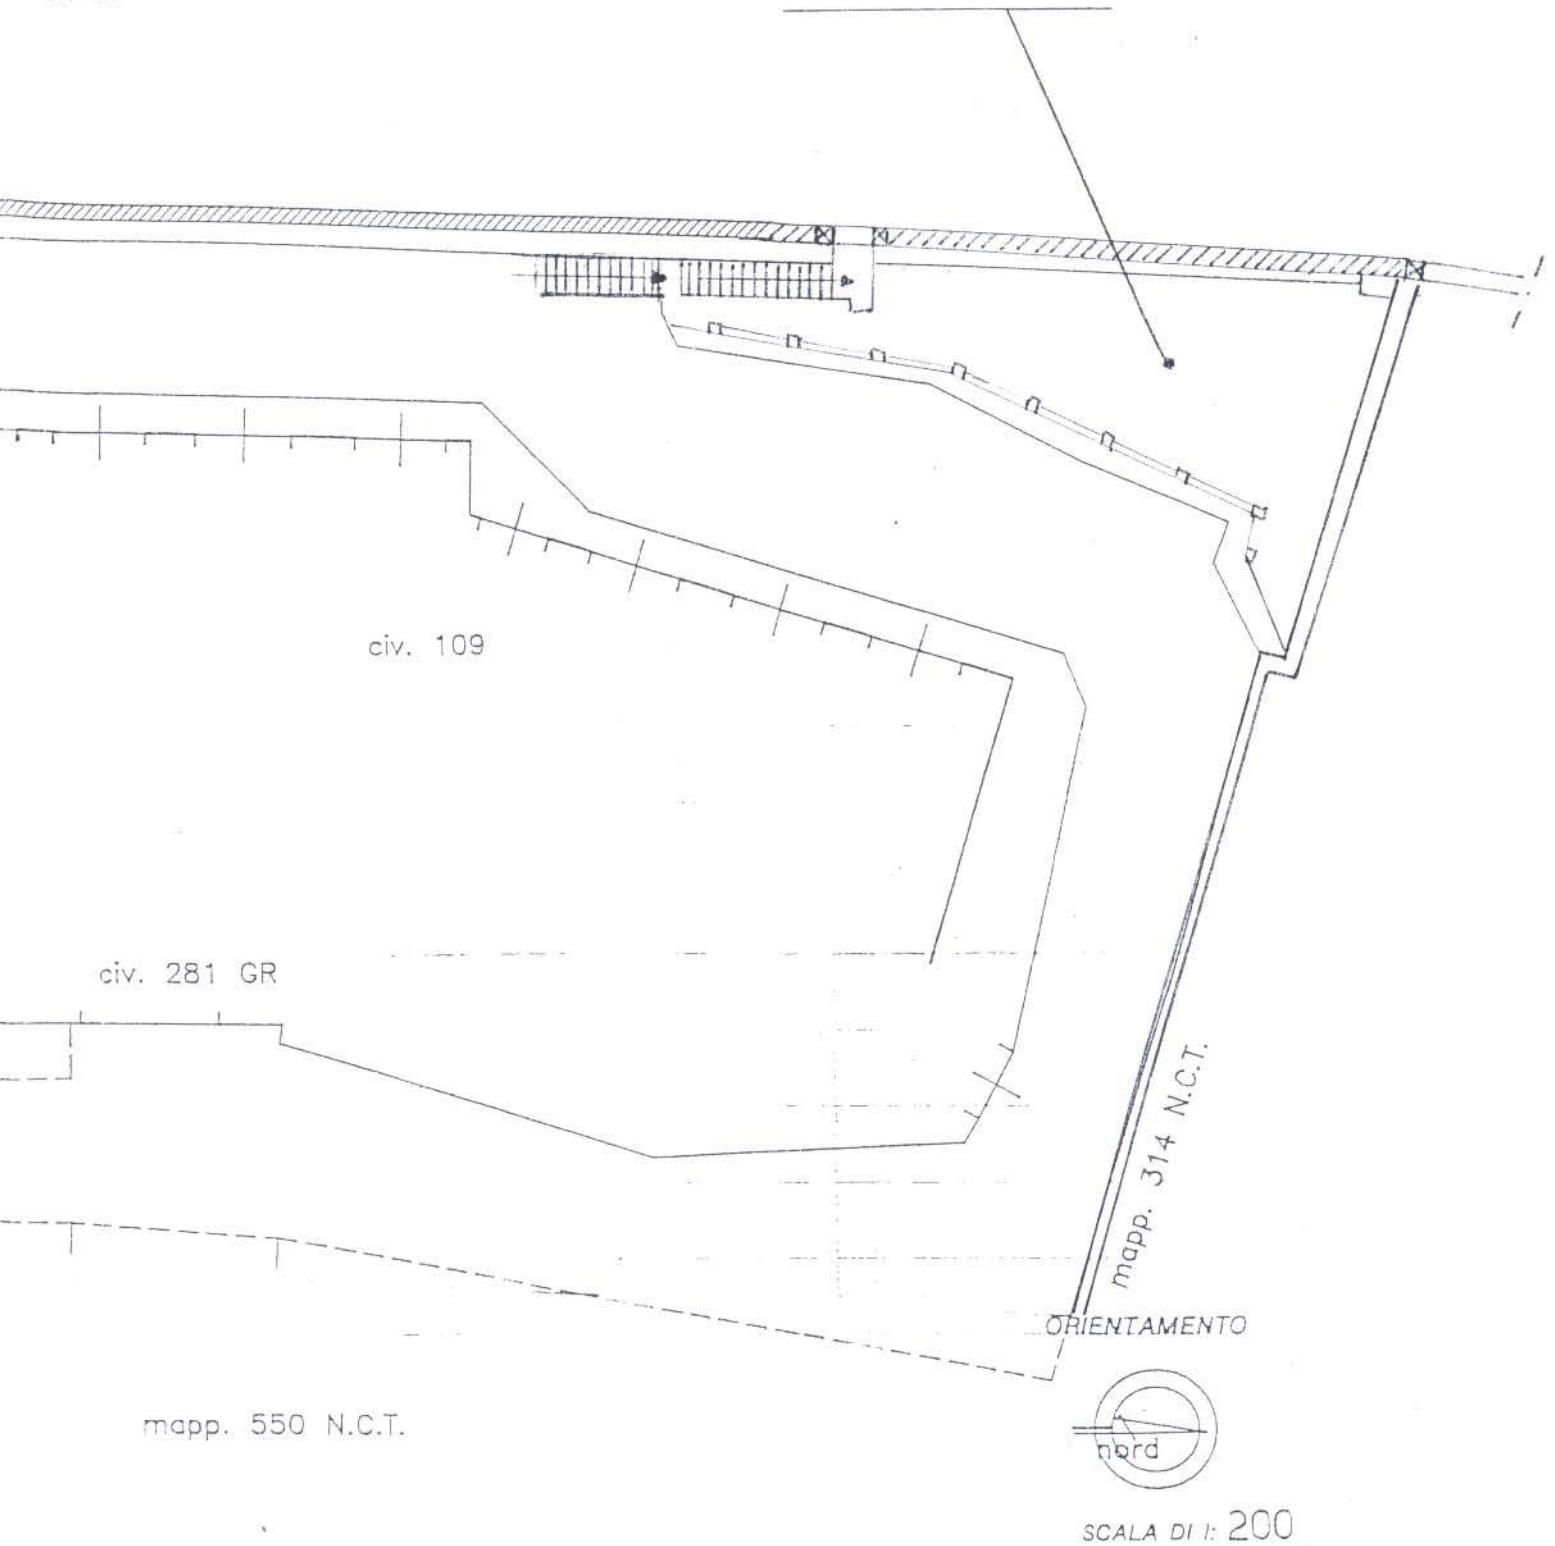 civ. 109
civ. 281 GR
mapp. 314 N.C.T.
ORIENTAMENTO
mapp. 550 N.C.T.
nord
SCALA DI 1: 200